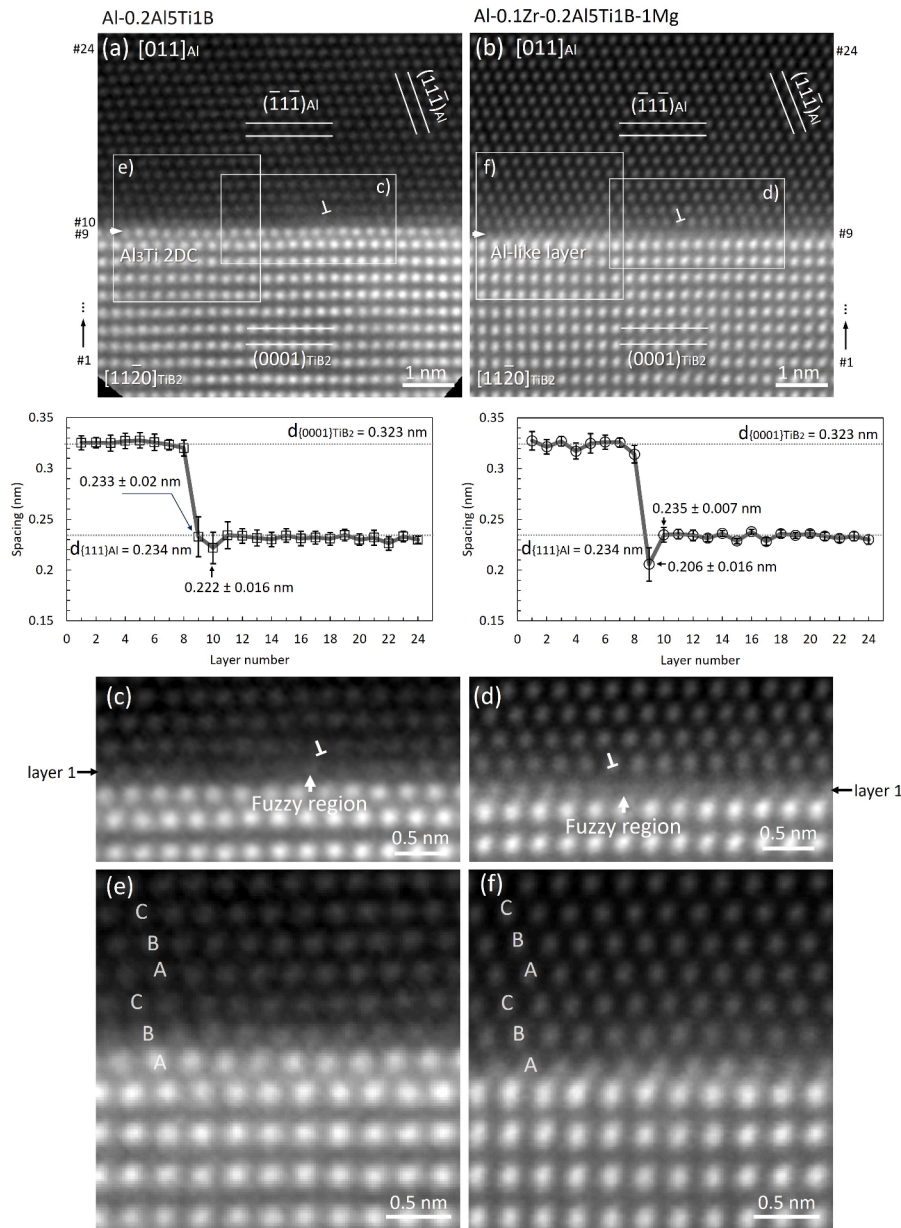 Al-0.2Al5Ti1B
Al-0.1Zr-0.2Al5Ti1B-1Mg
#24
(a) [011]Al
(1̅11̅)Al
(111̅)Al
e)
c)
#10
#9
Al₃Ti 2DC
⋮
#1
(0001)TiB2
[112̅0]TiB2
1 nm
(b) [011]Al
#24
(1̅11̅)Al
(111̅)Al
f)
d)
#9
Al-like layer
⋮
#1
(0001)TiB2
[112̅0]TiB2
1 nm
0.35
0.3
0.25
0.2
0.15
Spacing (nm)
d{0001}TiB2 = 0.323 nm
0.233 ± 0.02 nm
d{111}Al = 0.234 nm
0.222 ± 0.016 nm
0 2 4 6 8 10 12 14 16 18 20 22 24
Layer number
0.35
0.3
0.25
0.2
0.15
Spacing (nm)
d{0001}TiB2 = 0.323 nm
0.235 ± 0.007 nm
d{111}Al = 0.234 nm
0.206 ± 0.016 nm
0 2 4 6 8 10 12 14 16 18 20 22 24
Layer number
(c)
layer 1
Fuzzy region
0.5 nm
(d)
layer 1
Fuzzy region
0.5 nm
(e)
C
B
A
C
B
A
0.5 nm
(f)
C
B
A
C
B
A
0.5 nm